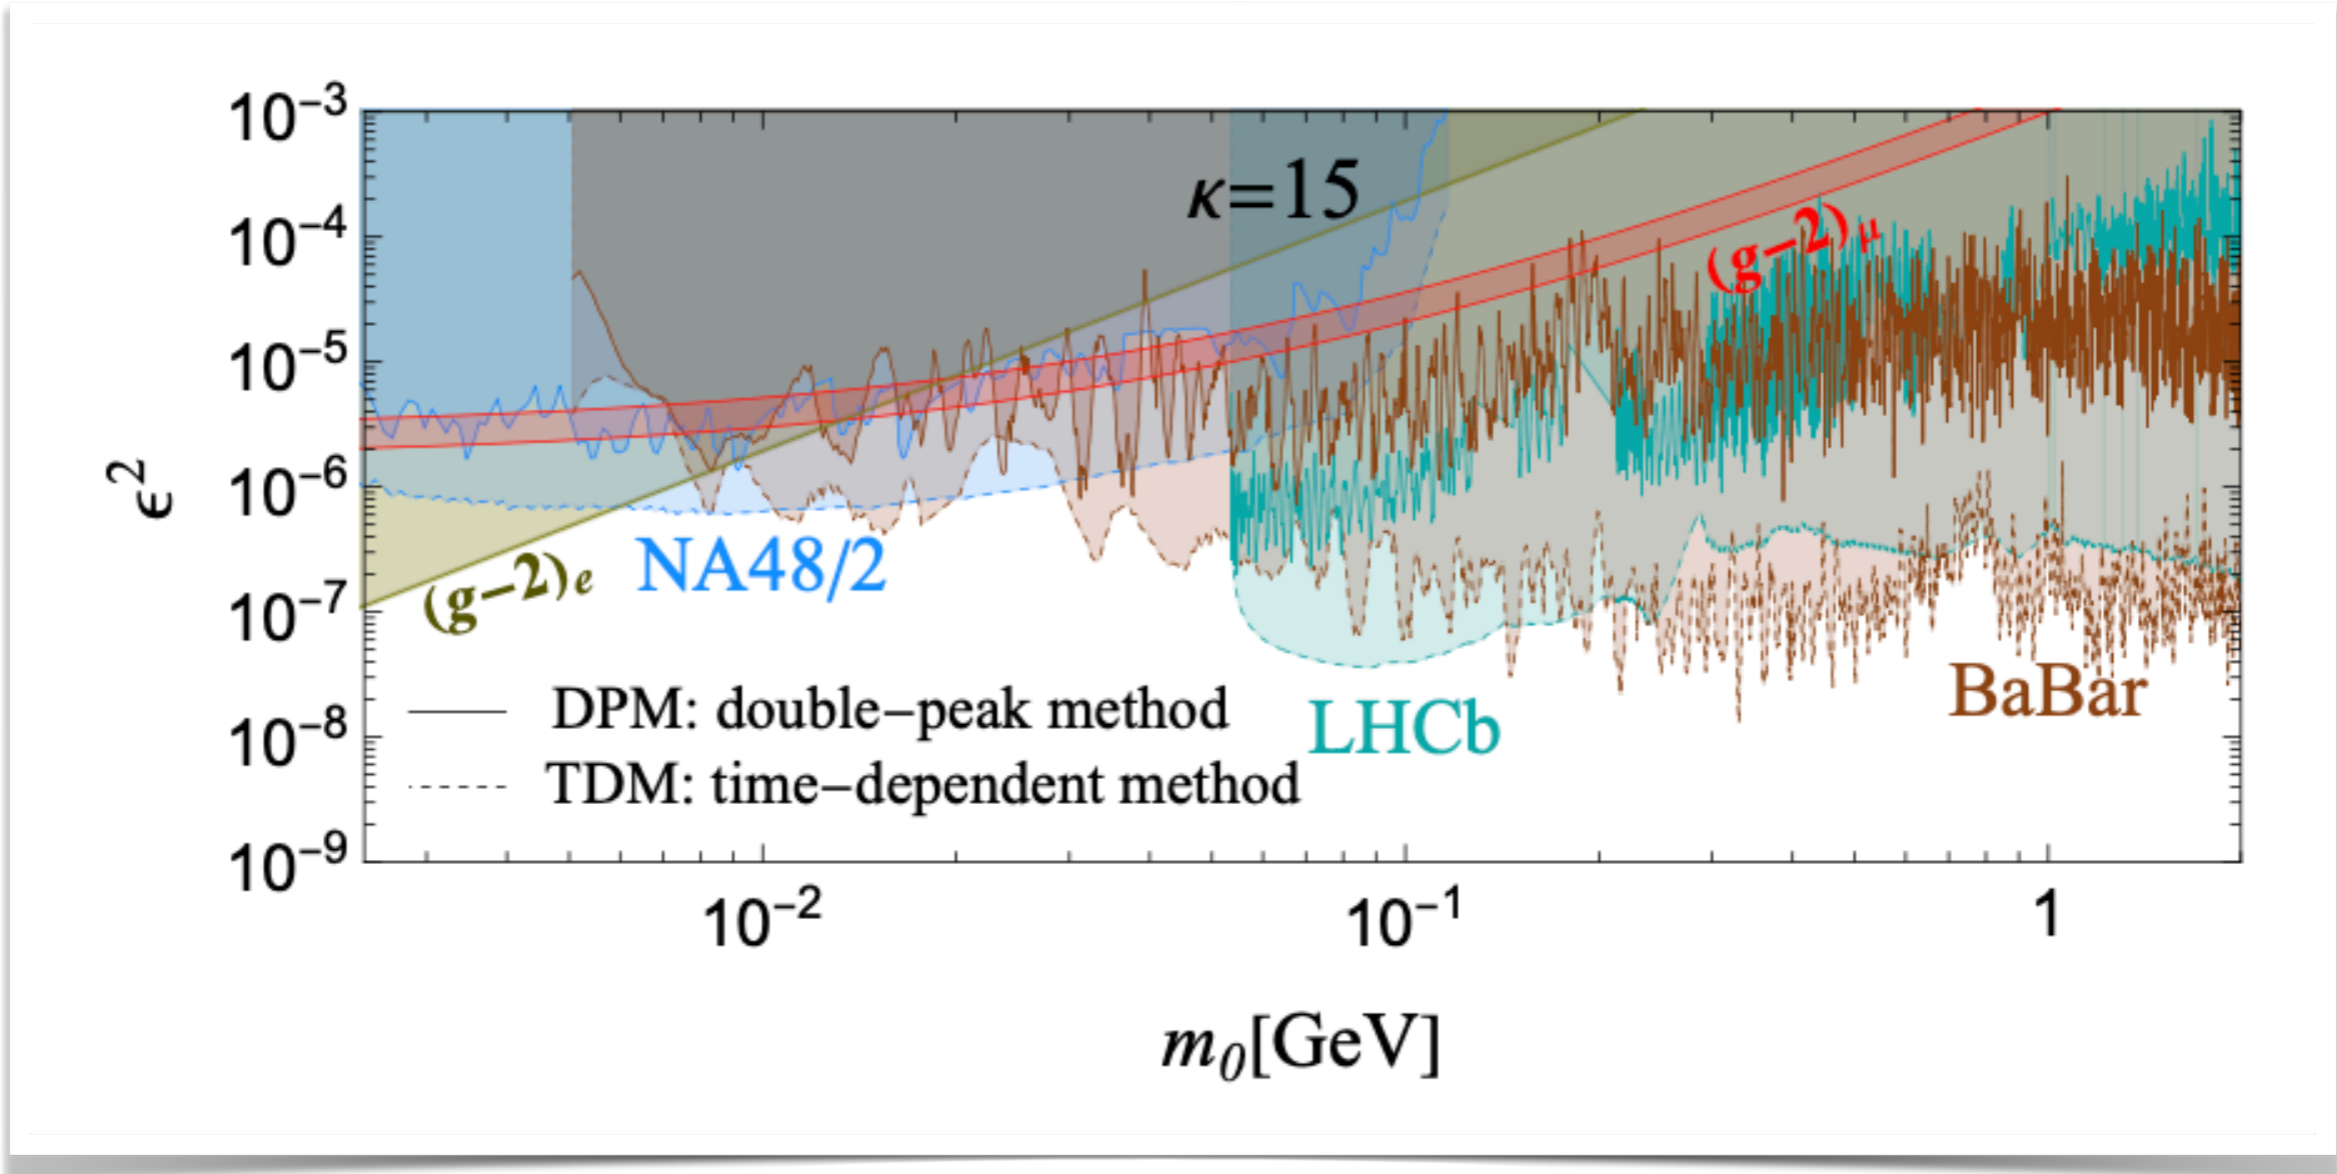 10⁻³
κ=15
10⁻⁴
(g−2)μ
10⁻⁵
ϵ²
10⁻⁶
NA48/2
(g−2)e
10⁻⁷
BaBar
DPM: double−peak method
LHCb
10⁻⁸
TDM: time−dependent method
10⁻⁹
10⁻² 10⁻¹ 1
m₀[GeV]